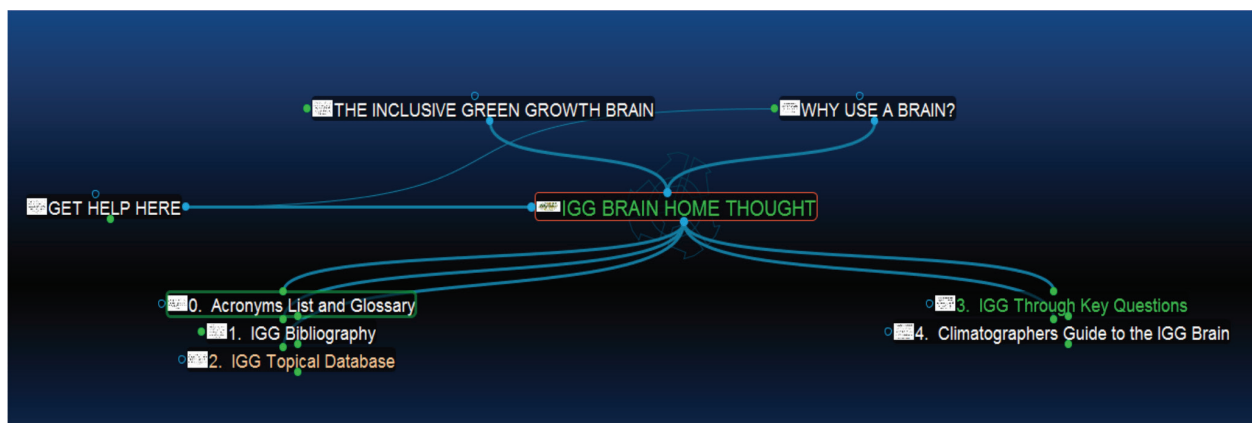 THE INCLUSIVE GREEN GROWTH BRAIN
WHY USE A BRAIN?
GET HELP HERE
IGG BRAIN HOME THOUGHT
0. Acronyms List and Glossary
1. IGG Bibliography
2. IGG Topical Database
3. IGG Through Key Questions
4. Climatographers Guide to the IGG Brain